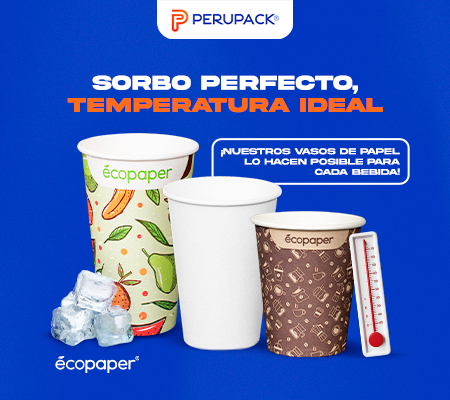 PERUPACK®
SORBO PERFECTO,
TEMPERATURA IDEAL
¡NUESTROS VASOS DE PAPEL
LO HACEN POSIBLE PARA
CADA BEBIDA!
écopaper
écopaper
écopaper®